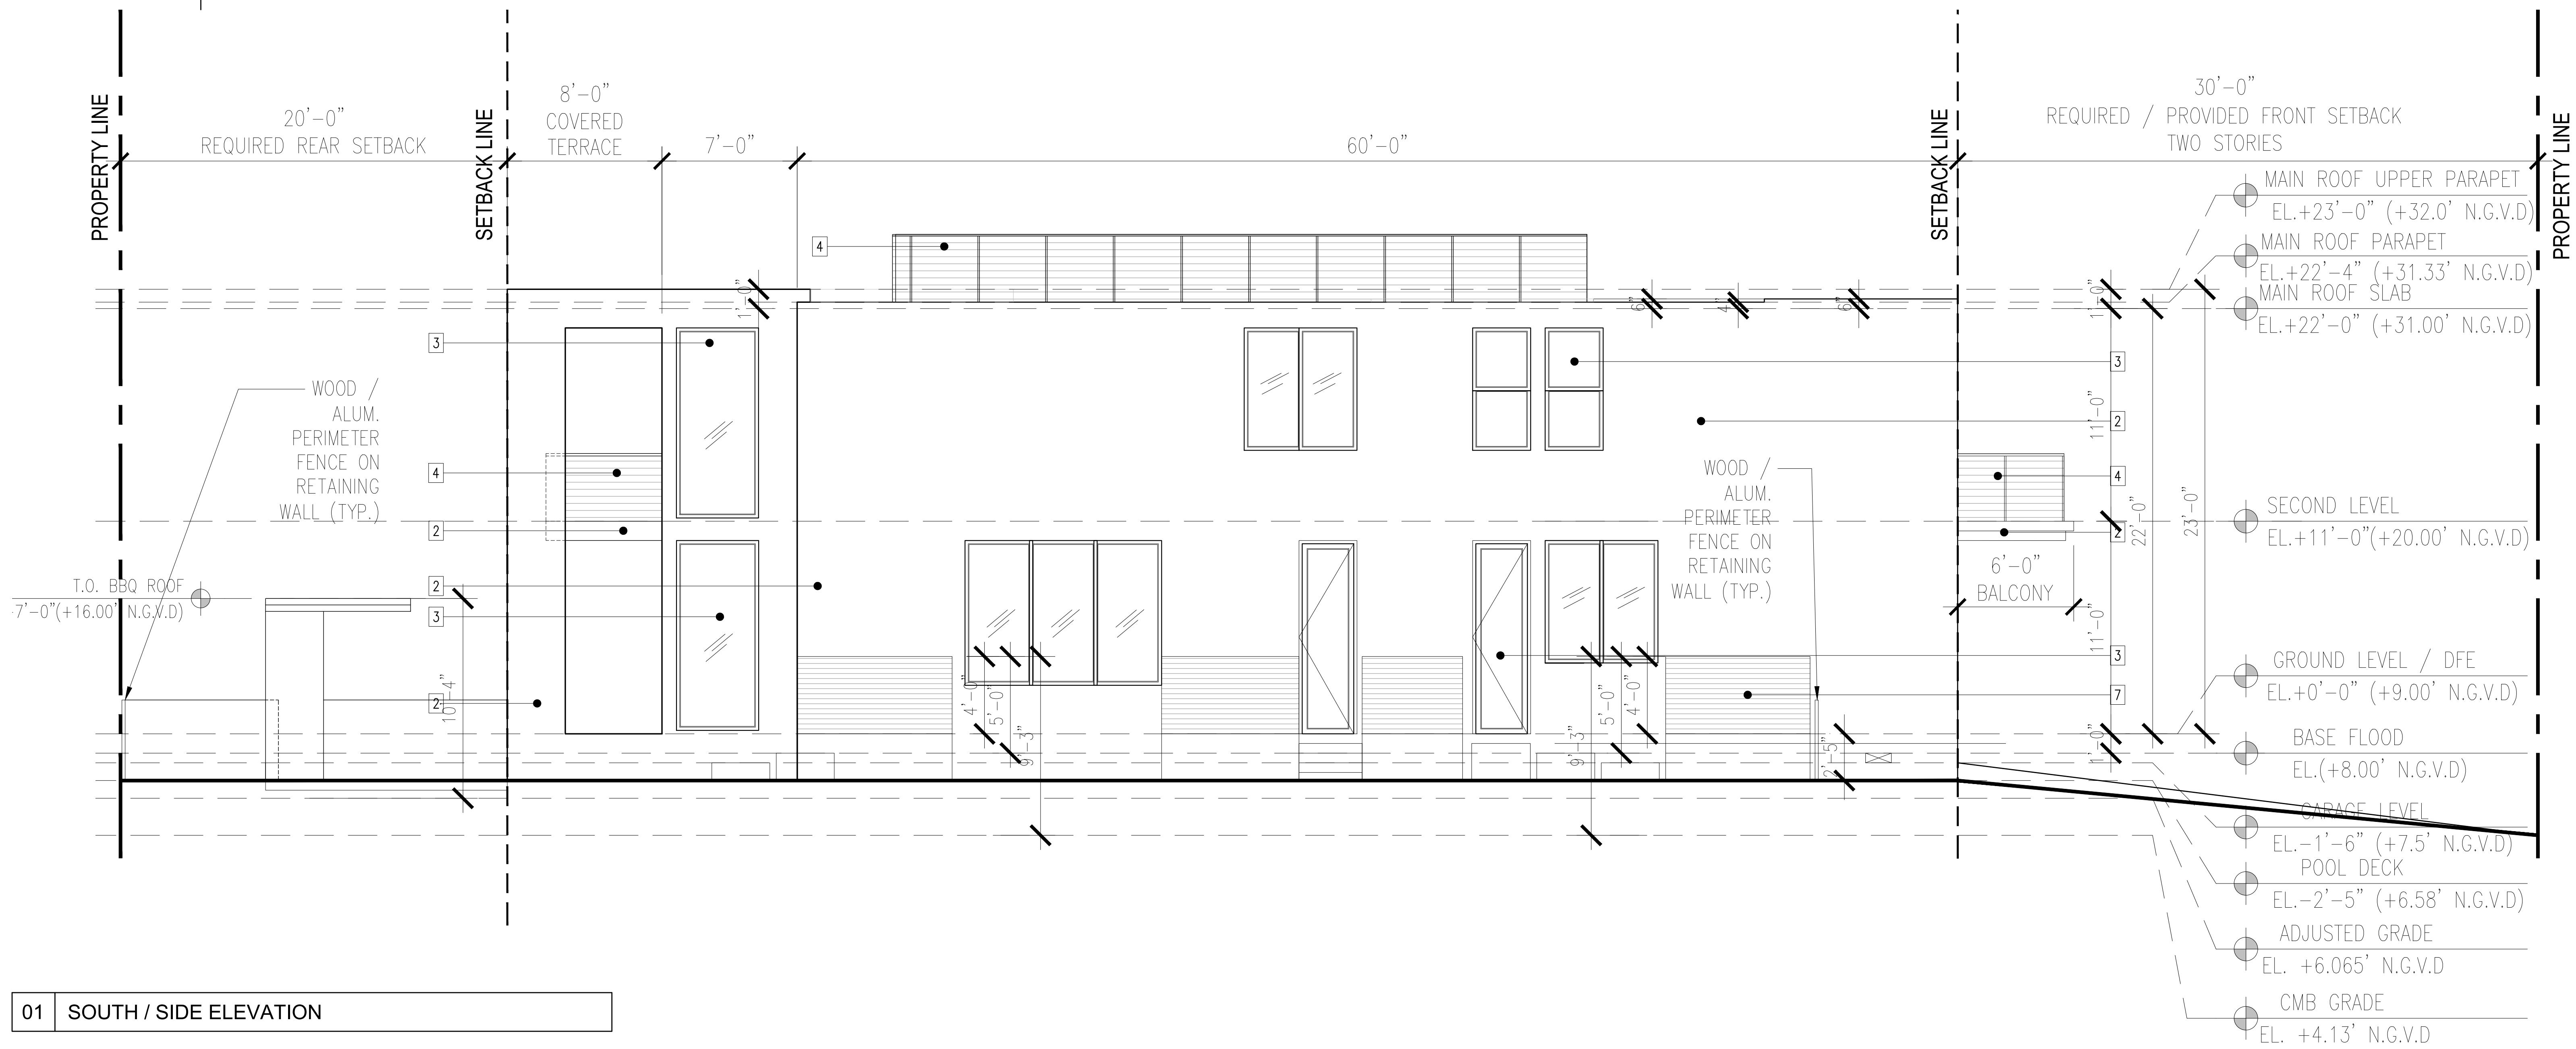 PROPERTY LINE
20'-0"
REQUIRED REAR SETBACK
SETBACK LINE
8'-0"
COVERED
TERRACE
7'-0"
60'-0"
SETBACK LINE
30'-0"
REQUIRED / PROVIDED FRONT SETBACK
TWO STORIES
PROPERTY LINE
MAIN ROOF UPPER PARAPET
EL.+23'-0" (+32.0' N.G.V.D)
MAIN ROOF PARAPET
EL.+22'-4" (+31.33' N.G.V.D)
MAIN ROOF SLAB
EL.+22'-0" (+31.00' N.G.V.D)
4
1'-0"
6"
4"
6"
1'-0"
3
3
WOOD /
ALUM.
PERIMETER
FENCE ON
RETAINING
WALL (TYP.)
2
11'-0"
4
WOOD /
ALUM.
PERIMETER
FENCE ON
RETAINING
WALL (TYP.)
4
2
2
22'-0"
23'-0"
SECOND LEVEL
EL.+11'-0"(+20.00' N.G.V.D)
6'-0"
BALCONY
T.O. BBQ ROOF
7'-0"(+16.00' N.G.V.D)
2
3
11'-0"
3
GROUND LEVEL / DFE
EL.+0'-0" (+9.00' N.G.V.D)
2
10'-4"
4'-0"
5'-0"
9'-3"
9'-3"
5'-0"
4'-0"
7
2'-5"
1'-0"
BASE FLOOD
EL.(+8.00' N.G.V.D)
GARAGE LEVEL
EL.-1'-6" (+7.5' N.G.V.D)
POOL DECK
EL.-2'-5" (+6.58' N.G.V.D)
ADJUSTED GRADE
EL. +6.065' N.G.V.D
CMB GRADE
EL. +4.13' N.G.V.D
01 SOUTH / SIDE ELEVATION